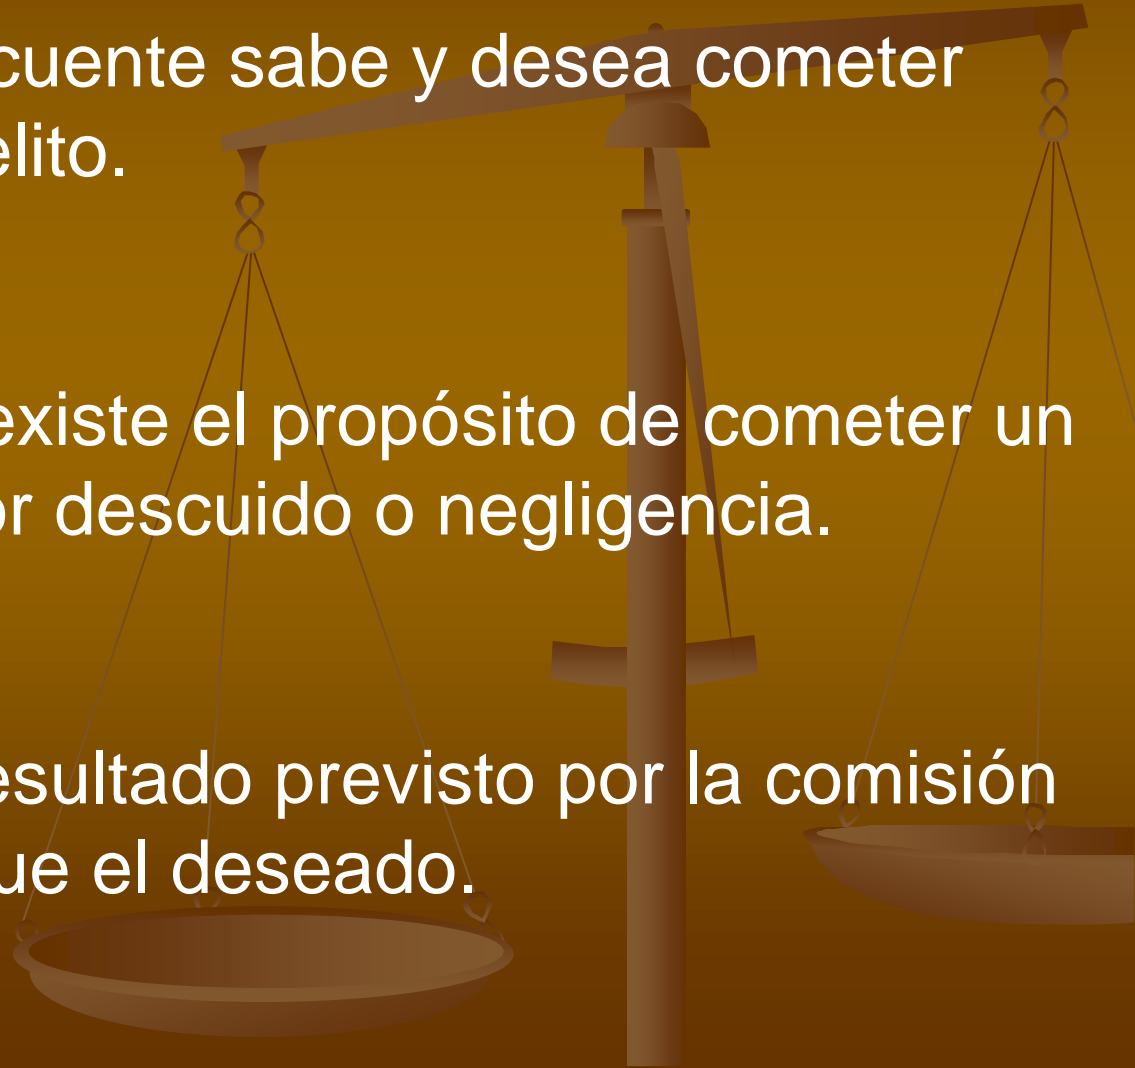 cuente sabe y desea cometer
elito.
existe el propósito de cometer un
or descuido o negligencia.
esultado previsto por la comisión
ue el deseado.